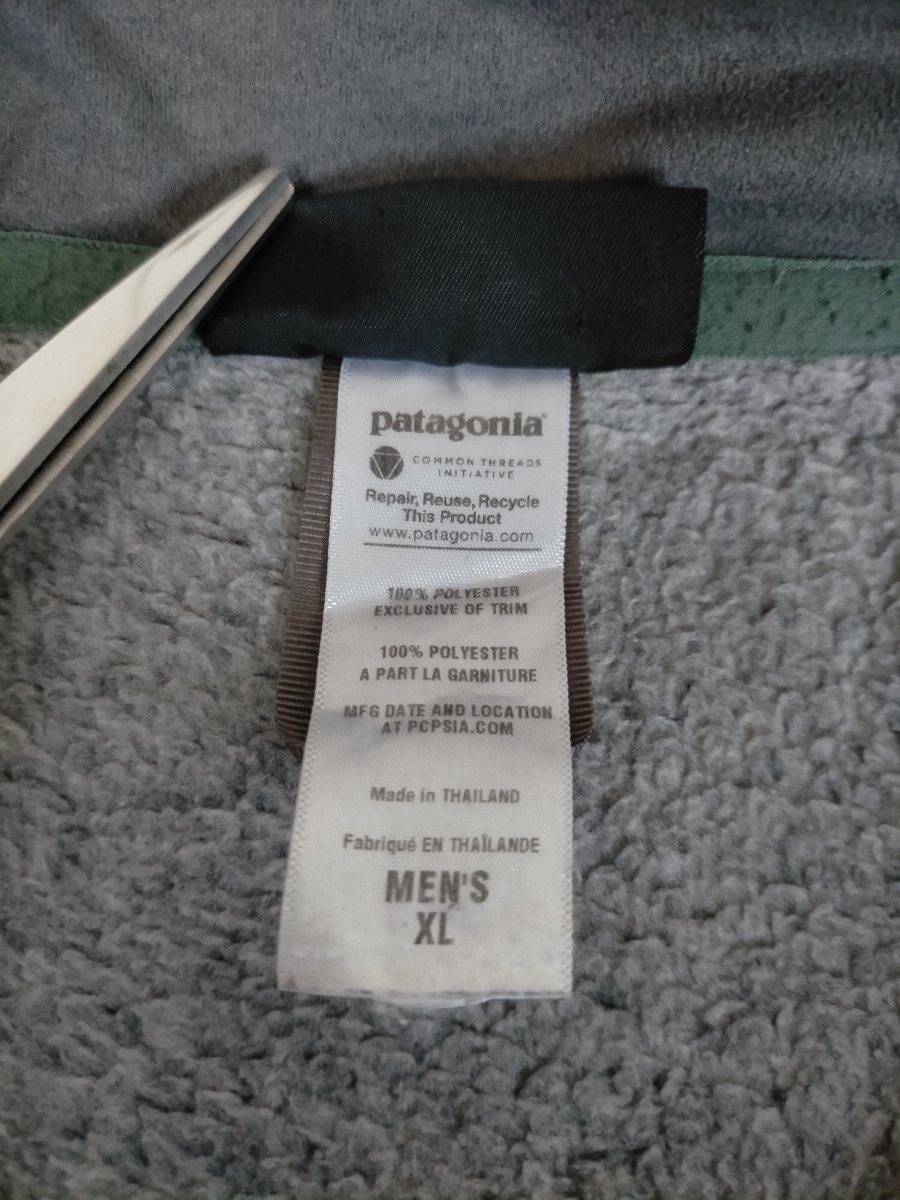 patagonia®
COMMON THREADS
INITIATIVE
Repair, Reuse, Recycle
This Product
www.patagonia.com
100% POLYESTER
EXCLUSIVE OF TRIM
100% POLYESTER
A PART LA GARNITURE
MFG DATE AND LOCATION
AT PCPSIA.COM
Made in THAILAND
Fabriqué EN THAÏLANDE
MEN'S
XL